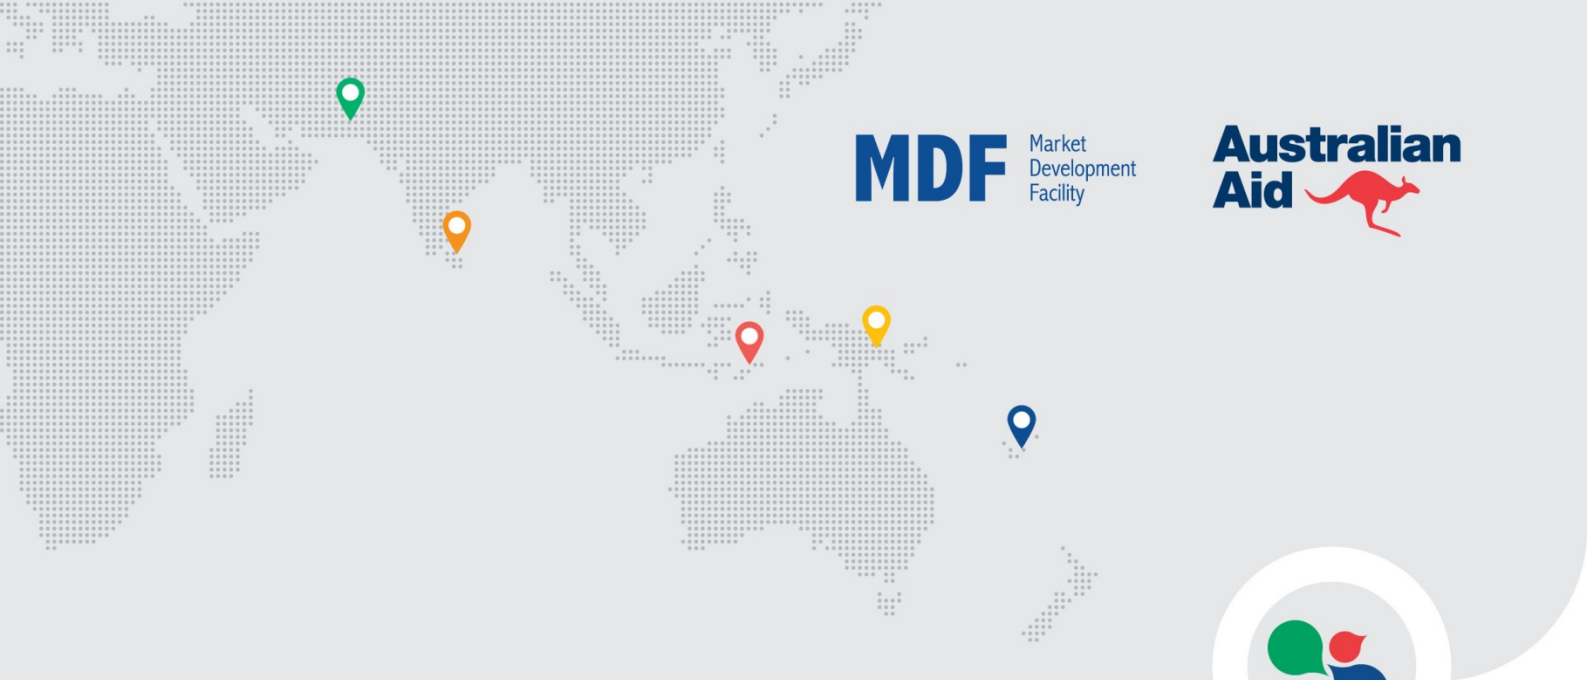 MDF
Market
Development
Facility
Australian
Aid